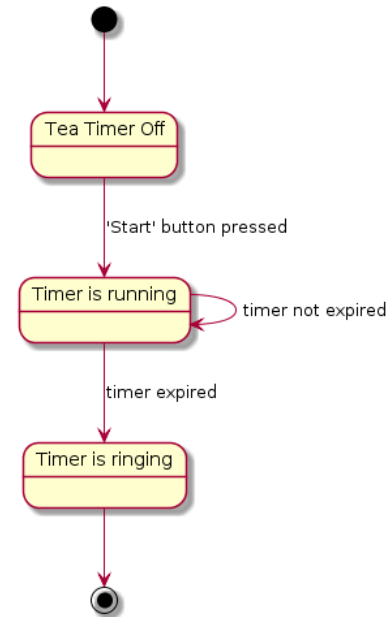 Tea Timer Off
'Start' button pressed
Timer is running
timer not expired
timer expired
Timer is ringing